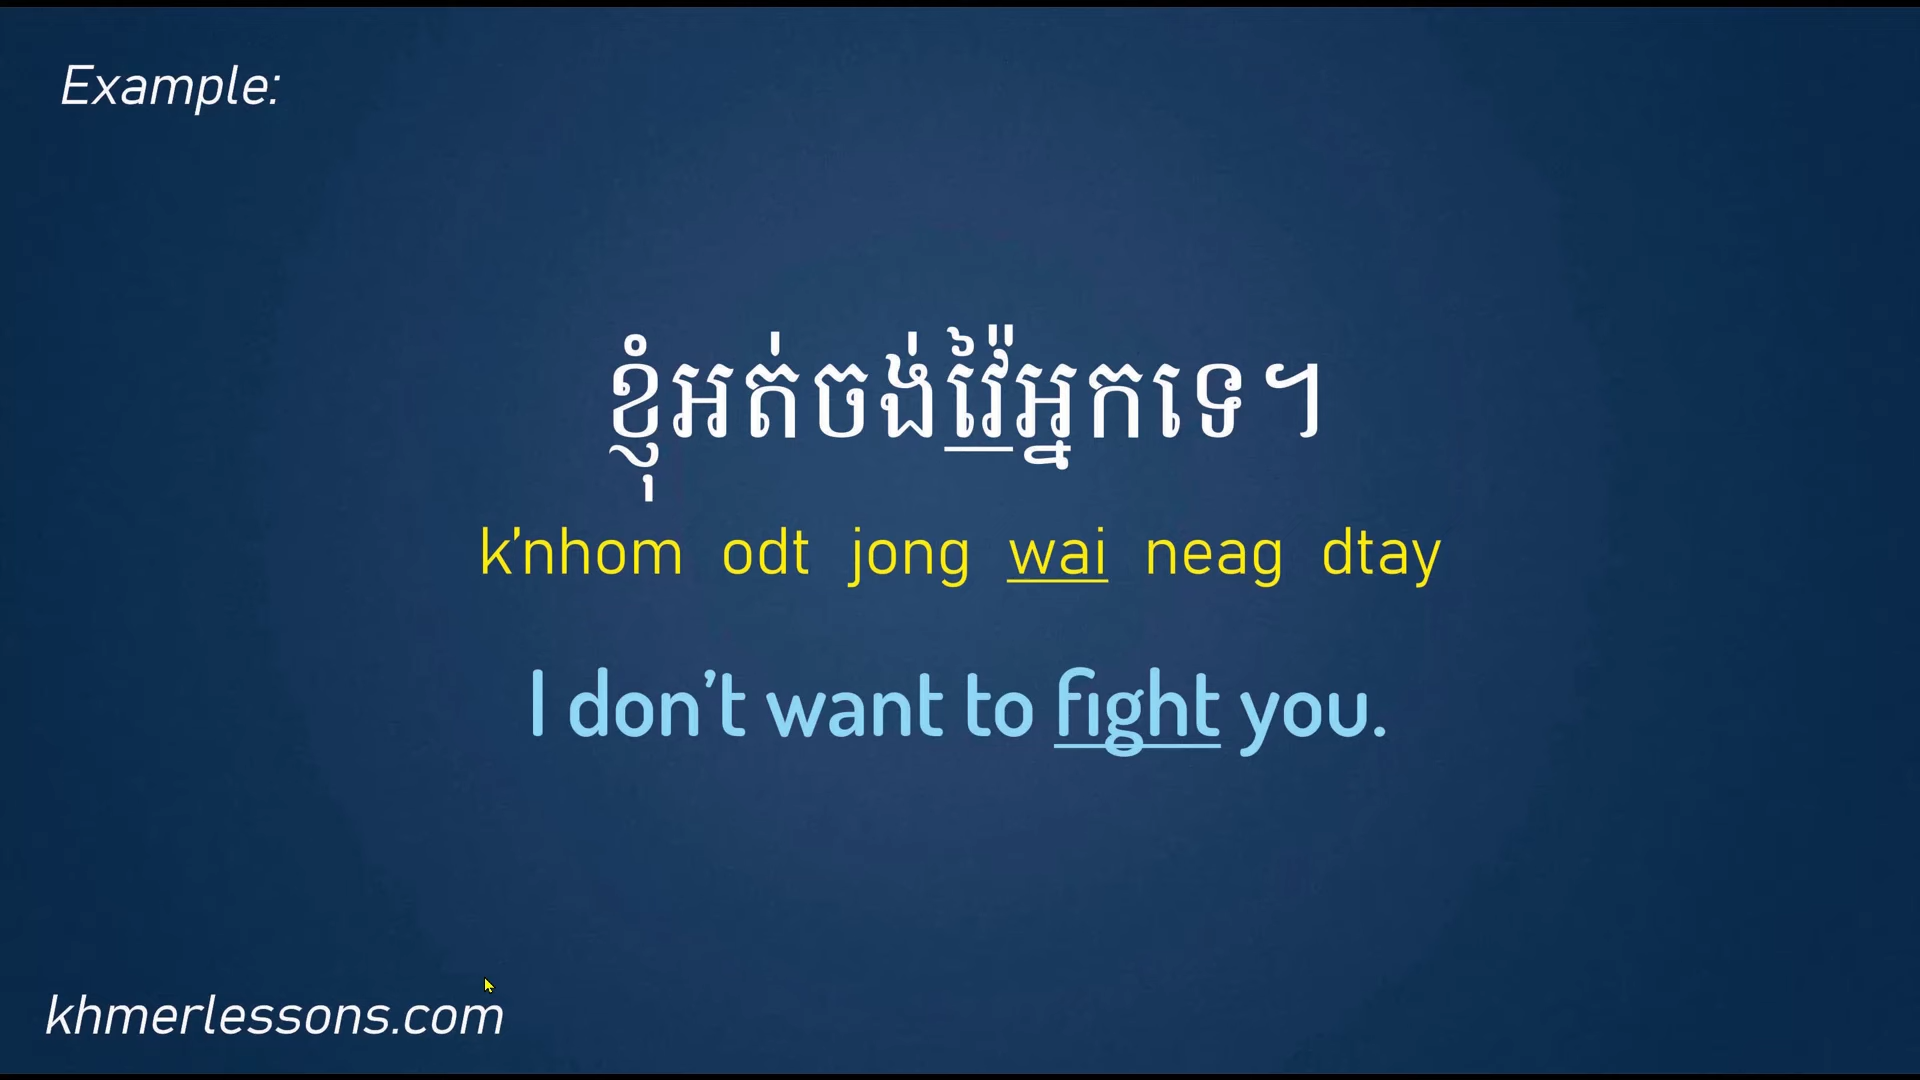 Example:
ខ្ញុំអត់ចង់វ៉ៃអ្នកទេ។
k’nhom odt jong wai neag dtay
I don’t want to fight you.
khmerlessons.com